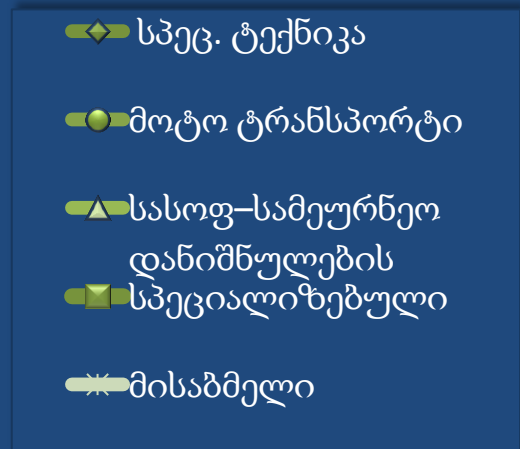 სპეც. ტექნიკა
მოტო ტრანსპორტი
სასოფ–სამეურნეო
დანიშნულების
სპეციალიზებული
მისაბმელი